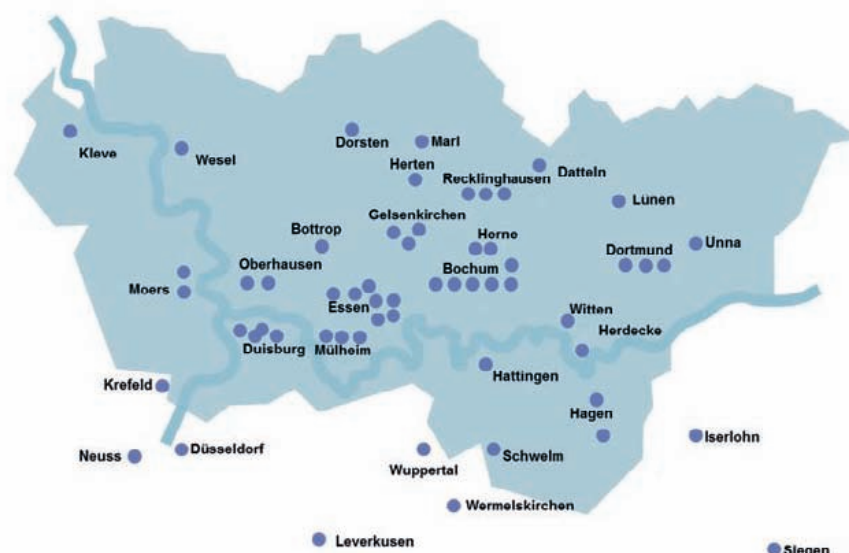 Dorsten
Marl
Kleve
Wesel
Herten
Recklinghausen
Datteln
Lünen
Gelsenkirchen
Bottrop
Herne
Dortmund
Unna
Oberhausen
Bochum
Moers
Essen
Witten
Herdecke
Duisburg
Mülheim
Hattingen
Krefeld
Hagen
Iserlohn
Neuss
Düsseldorf
Wuppertal
Schwelm
Wermelskirchen
Leverkusen
Siegen